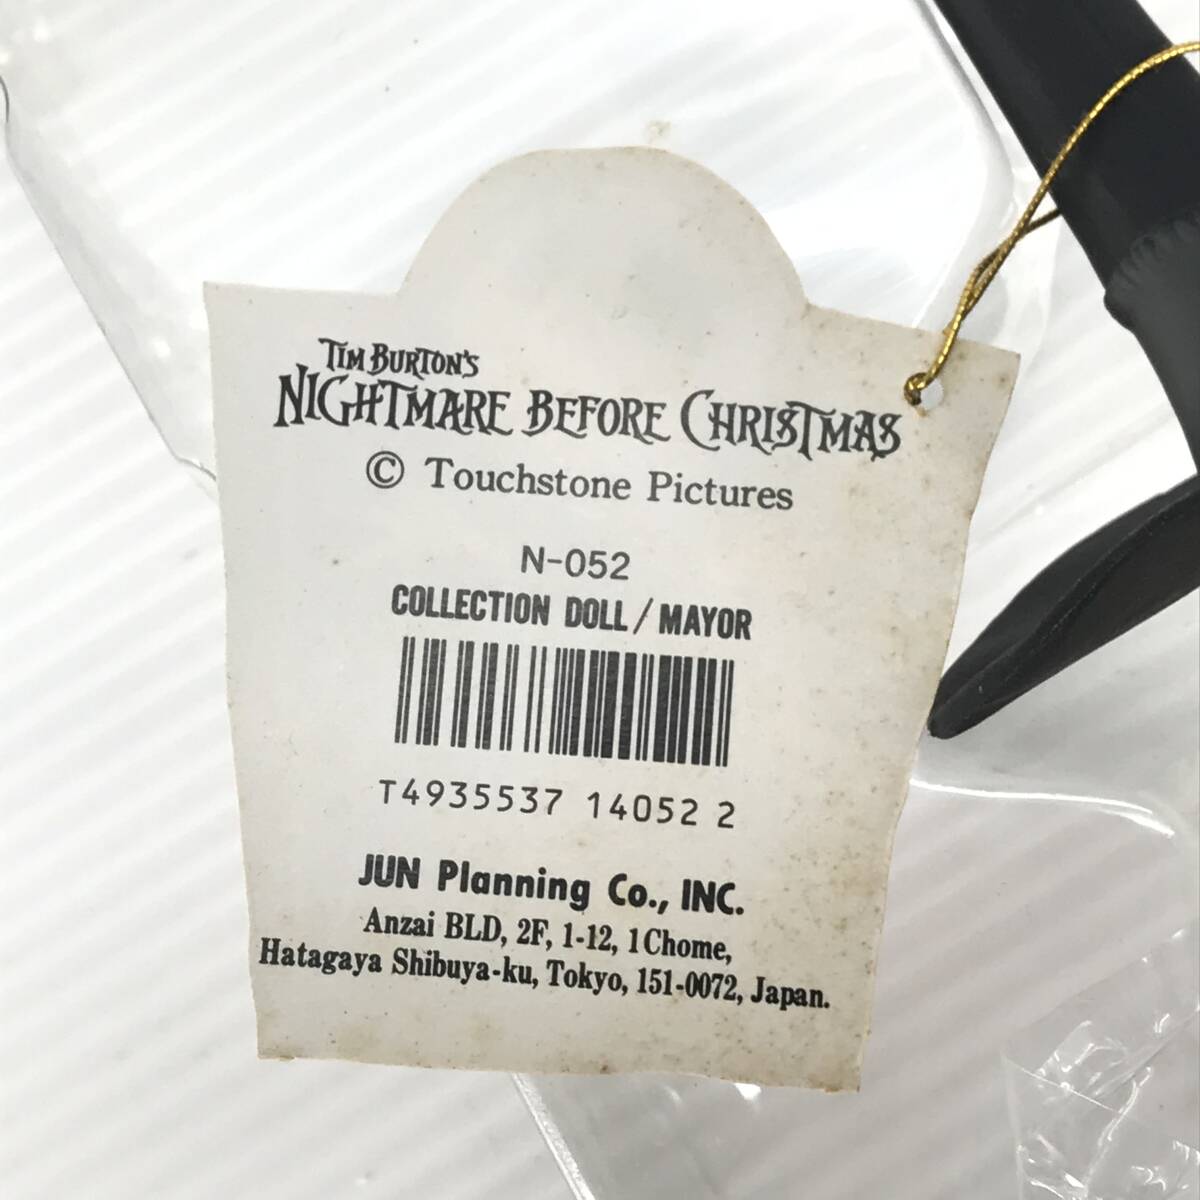 TIM BURTON'S
NIGHTMARE BEFORE CHRISTMAS
© Touchstone Pictures
N-052
COLLECTION DOLL/MAYOR
T4935537 14052 2
JUN Planning Co., INC.
Anzai BLD, 2F, 1-12, 1Chome,
Hatagaya Shibuya-ku, Tokyo, 151-0072, Japan.